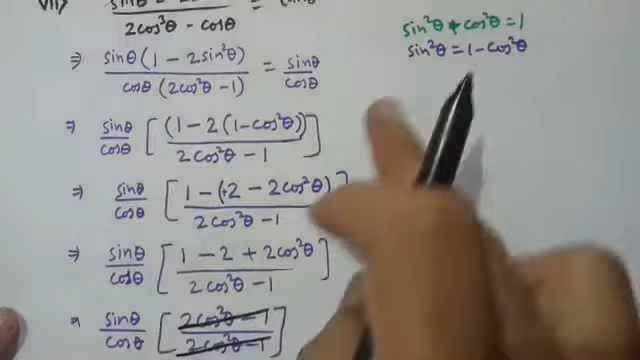 2cos³θ - cosθ
sin²θ + cos²θ = 1
sin²θ = 1 - cos²θ
⇒ sinθ(1 - 2sin²θ) / cosθ(2cos²θ - 1) = sinθ / cosθ
⇒ sinθ / cosθ [(1 - 2(1 - cos²θ)) / 2cos²θ - 1]
⇒ sinθ / cosθ [1 - (+2 - 2cos²θ) / 2cos²θ - 1]
⇒ sinθ / cosθ [1 - 2 + 2cos²θ / 2cos²θ - 1]
⇒ sinθ / cosθ [2cos²θ - 1 / 2cos²θ - 1]